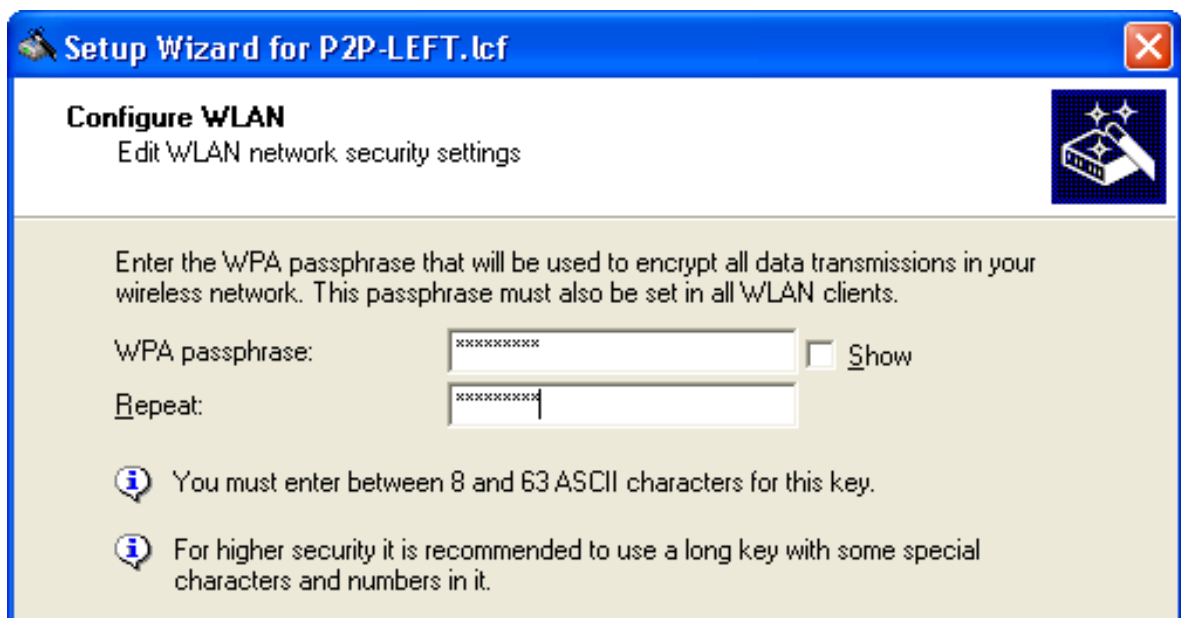 Setup Wizard for P2P-LEFT.lcf
Configure WLAN
Edit WLAN network security settings
Enter the WPA passphrase that will be used to encrypt all data transmissions in your
wireless network. This passphrase must also be set in all WLAN clients.
WPA passphrase: ********* Show
Repeat: *********
You must enter between 8 and 63 ASCII characters for this key.
For higher security it is recommended to use a long key with some special
characters and numbers in it.